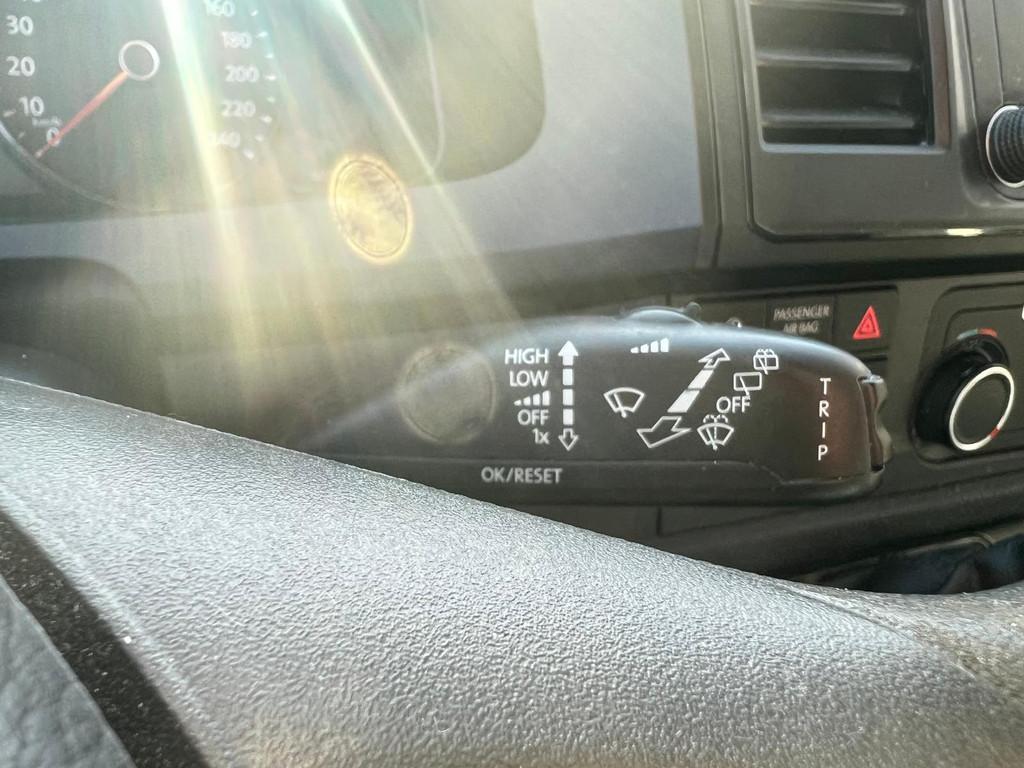 30
20
10
0
160
180
200
220
240
PASSENGER
AIR BAG
HIGH
LOW
OFF
1x
OK/RESET
OFF
TRIP